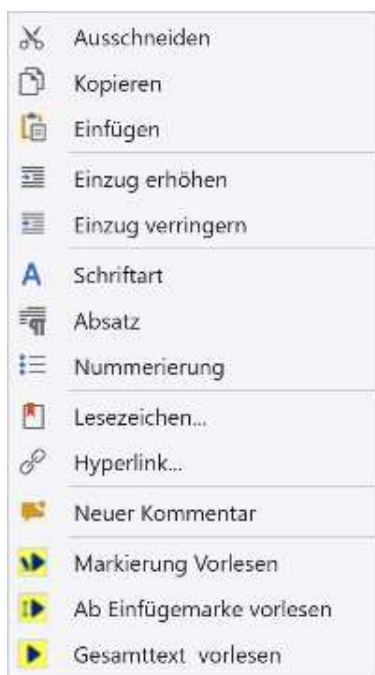 Ausschneiden
Kopieren
Einfügen
Einzug erhöhen
Einzug verringern
Schriftart
Absatz
Nummerierung
Lesezeichen...
Hyperlink...
Neuer Kommentar
Markierung Vorlesen
Ab Einfügemarke vorlesen
Gesamttext  vorlesen